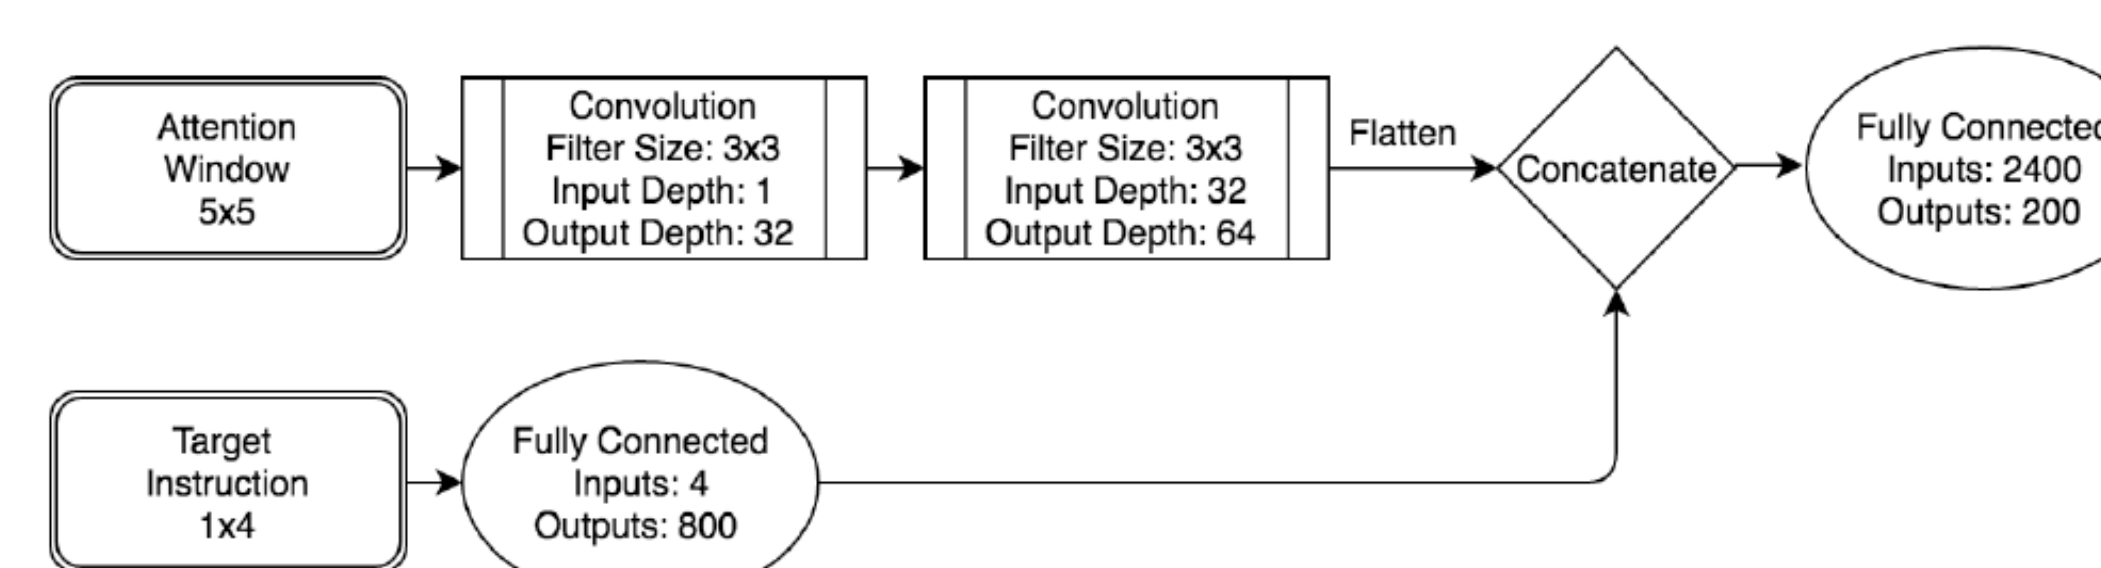 Attention
Window
5x5
Convolution
Filter Size: 3x3
Input Depth: 1
Output Depth: 32
Convolution
Filter Size: 3x3
Input Depth: 32
Output Depth: 64
Flatten
Concatenate
Fully Connected
Inputs: 2400
Outputs: 200
Target
Instruction
1x4
Fully Connected
Inputs: 4
Outputs: 800